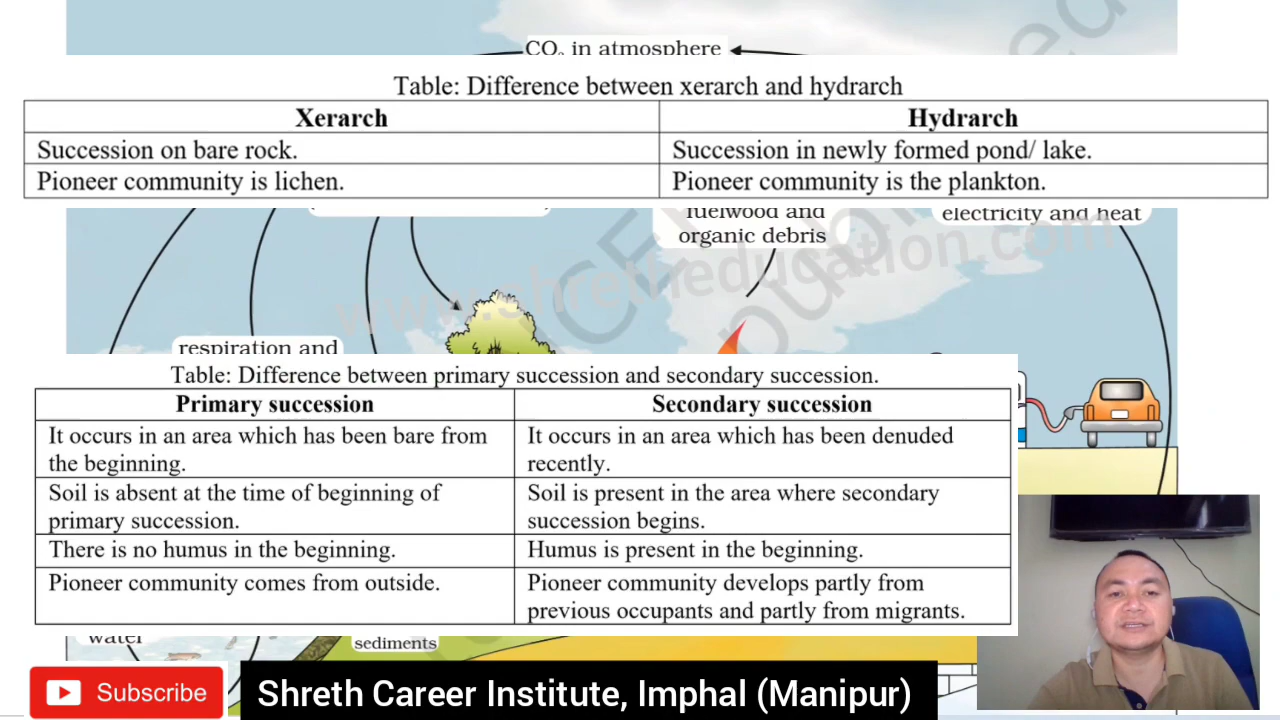 CO₂ in atmosphere
Table: Difference between xerarch and hydrarch
Xerarch
Hydrarch
Succession on bare rock.
Succession in newly formed pond/ lake.
Pioneer community is lichen.
Pioneer community is the plankton.
fuelwood and
organic debris
electricity and heat
www.shretheducation.com
respiration and
Table: Difference between primary succession and secondary succession.
Primary succession
Secondary succession
It occurs in an area which has been bare from
the beginning.
It occurs in an area which has been denuded
recently.
Soil is absent at the time of beginning of
primary succession.
Soil is present in the area where secondary
succession begins.
There is no humus in the beginning.
Humus is present in the beginning.
Pioneer community comes from outside.
Pioneer community develops partly from
previous occupants and partly from migrants.
water
sediments
Subscribe
Shreth Career Institute, Imphal (Manipur)